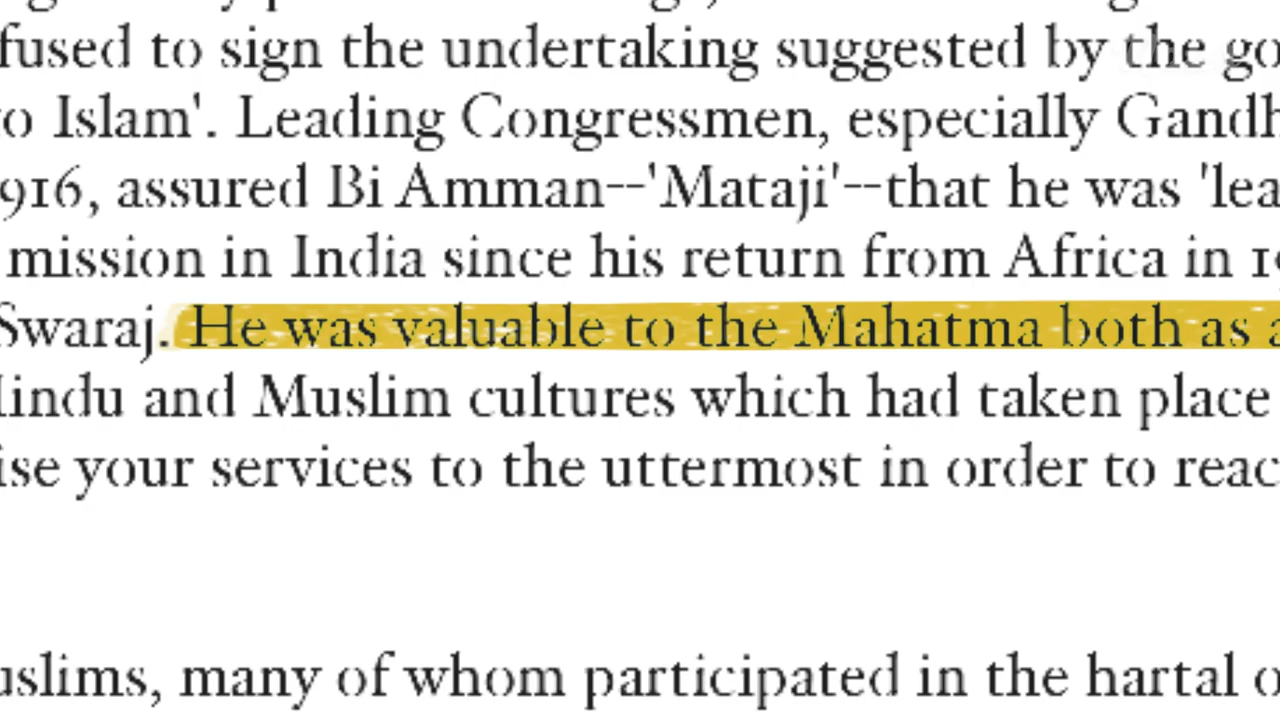 fused to sign the undertaking suggested by the go
o Islam'. Leading Congressmen, especially Gandh
916, assured Bi Amman--'Mataji'--that he was 'lea
mission in India since his return from Africa in 19
Swaraj. He was valuable to the Mahatma both as a
indu and Muslim cultures which had taken place
ise your services to the uttermost in order to reac
uslims, many of whom participated in the hartal o